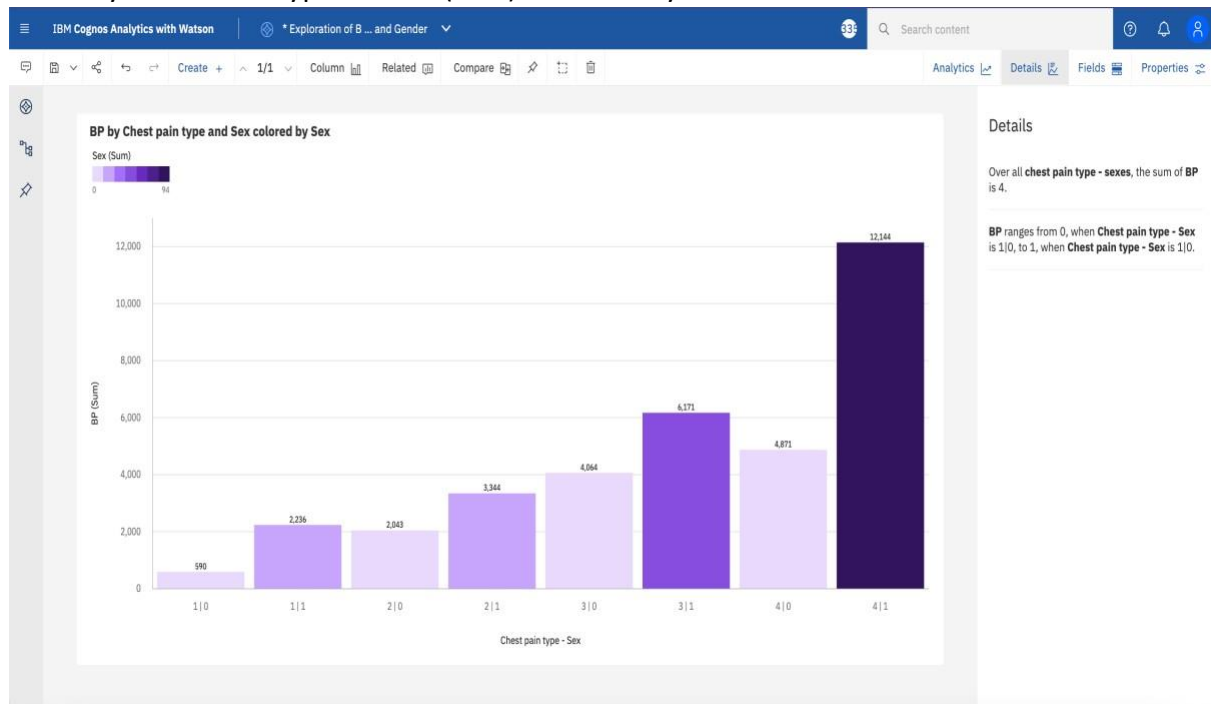 IBM Cognos Analytics with Watson
* Exploration of B ... and Gender
Search content
Create +
1/1
Column
Related
Compare
Analytics
Details
Fields
Properties
BP by Chest pain type and Sex colored by Sex
Sex (Sum)
0 94
Details
Over all chest pain type - sexes, the sum of BP
is 4.
BP ranges from 0, when Chest pain type - Sex
is 1|0, to 1, when Chest pain type - Sex is 1|0.
BP (Sum)
12,000
10,000
8,000
6,000
4,000
2,000
0
590
2,236
2,043
3,344
4,064
6,171
4,871
12,144
1|0 1|1 2|0 2|1 3|0 3|1 4|0 4|1
Chest pain type - Sex